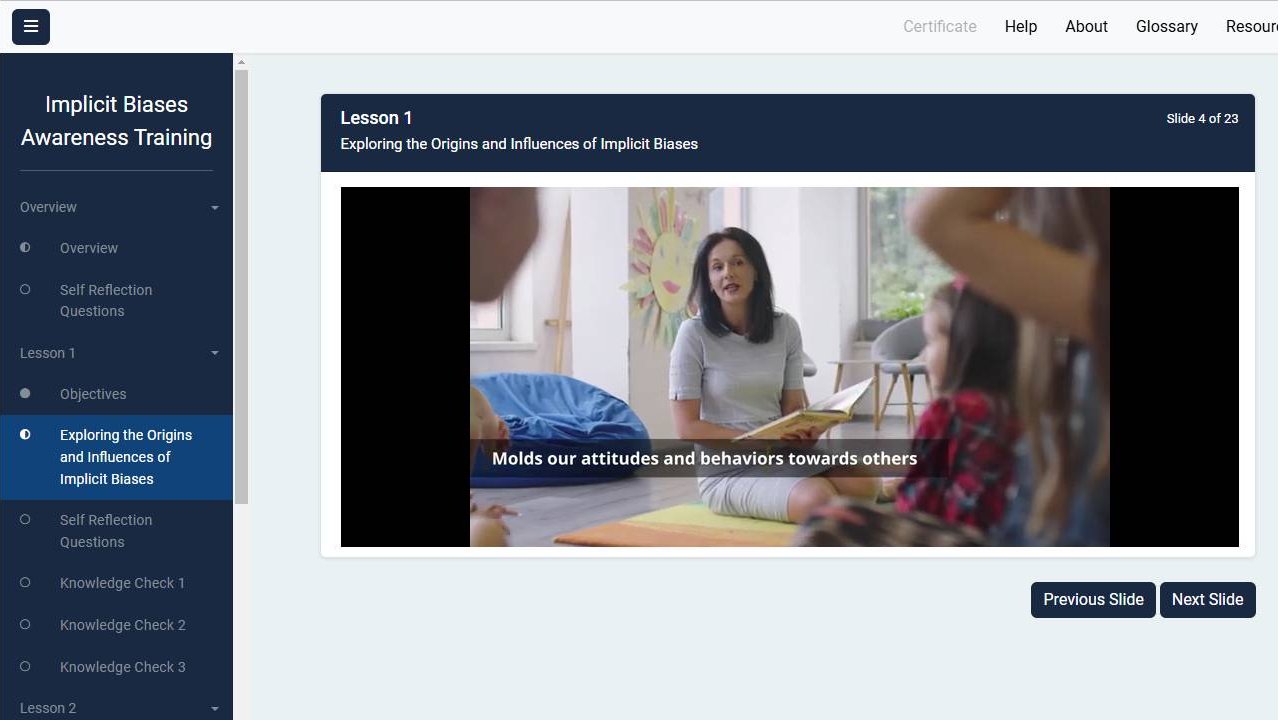 Certificate
Help
About
Glossary
Resour
Implicit Biases
Awareness Training
Overview
Overview
Self Reflection
Questions
Lesson 1
Objectives
Exploring the Origins
and Influences of
Implicit Biases
Self Reflection
Questions
Knowledge Check 1
Knowledge Check 2
Knowledge Check 3
Lesson 2
Lesson 1
Slide 4 of 23
Exploring the Origins and Influences of Implicit Biases
Molds our attitudes and behaviors towards others
Previous Slide
Next Slide